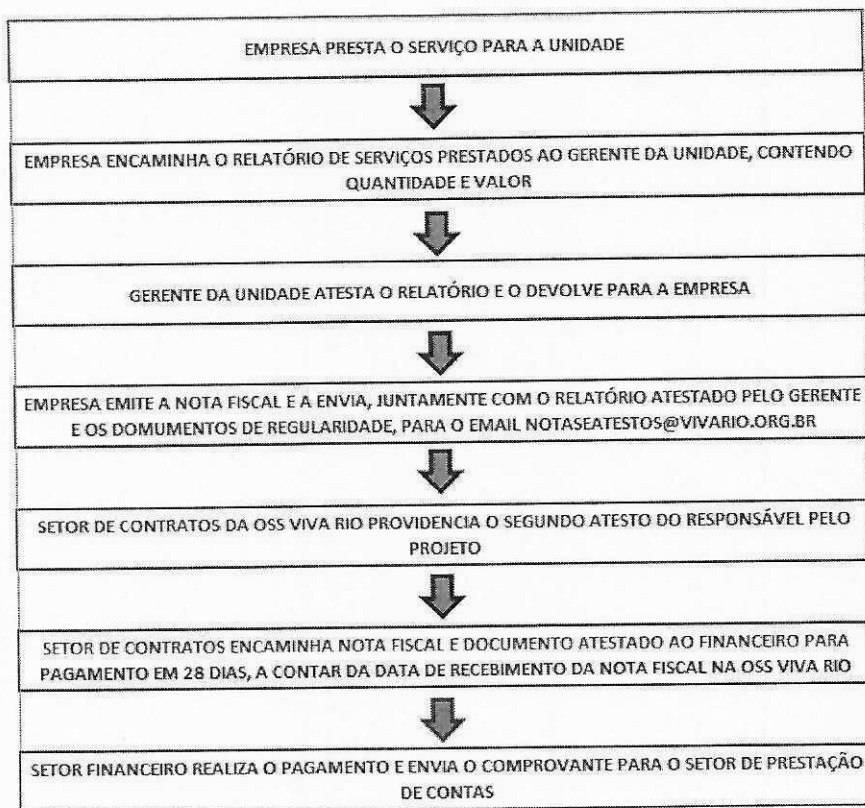 EMPRESA PRESTA O SERVIÇO PARA A UNIDADE
EMPRESA ENCAMINHA O RELATÓRIO DE SERVIÇOS PRESTADOS AO GERENTE DA UNIDADE, CONTENDO
QUANTIDADE E VALOR
GERENTE DA UNIDADE ATESTA O RELATÓRIO E O DEVOLVE PARA A EMPRESA
EMPRESA EMITE A NOTA FISCAL E A ENVIA, JUNTAMENTE COM O RELATÓRIO ATESTADO PELO GERENTE
E OS DOMUMENTOS DE REGULARIDADE, PARA O EMAIL NOTASEATESTOS@VIVARIO.ORG.BR
SETOR DE CONTRATOS DA OSS VIVA RIO PROVIDENCIA O SEGUNDO ATESTO DO RESPONSÁVEL PELO
PROJETO
SETOR DE CONTRATOS ENCAMINHA NOTA FISCAL E DOCUMENTO ATESTADO AO FINANCEIRO PARA
PAGAMENTO EM 28 DIAS, A CONTAR DA DATA DE RECEBIMENTO DA NOTA FISCAL NA OSS VIVA RIO
SETOR FINANCEIRO REALIZA O PAGAMENTO E ENVIA O COMPROVANTE PARA O SETOR DE PRESTAÇÃO
DE CONTAS